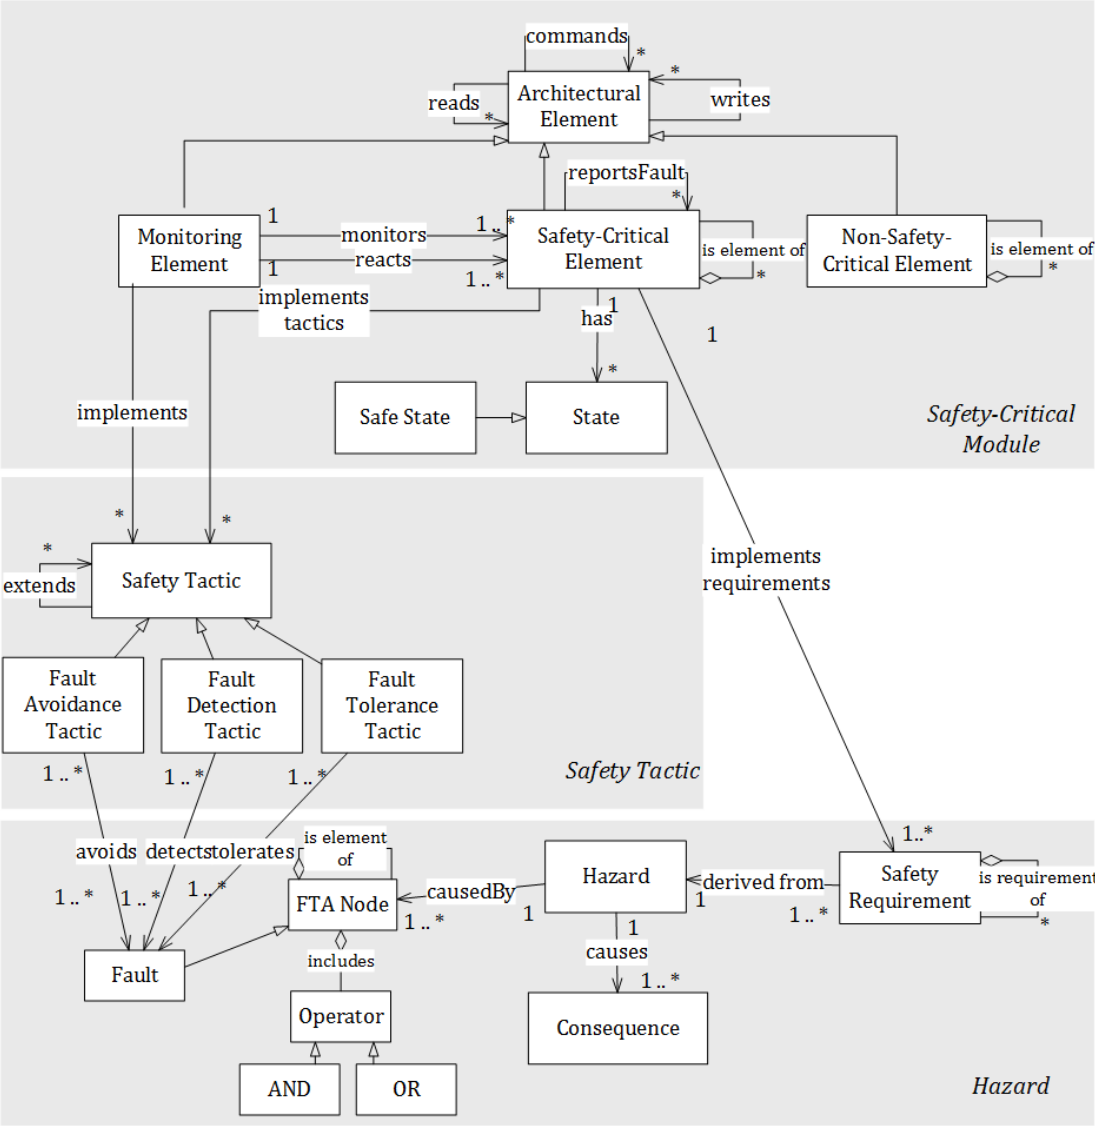 commands
*
*
Architectural
Element
reads
*
writes
reportsFault
*
1
1 .. *
monitors
Monitoring
Element
Safety-Critical
Element
is element of
*
Non-Safety-
Critical Element
is element of
*
1
reacts
1 .. *
implements
tactics
1
has
1
*
Safe State
State
implements
Safety-Critical
Module
*
*
*
extends
Safety Tactic
implements
requirements
Fault
Avoidance
Tactic
Fault
Detection
Tactic
Fault
Tolerance
Tactic
1 .. *
1 .. *
1 .. *
Safety Tactic
avoids
detects
tolerates
is element
of
1..*
1 .. *
1 .. *
1 .. *
FTA Node
causedBy
1 .. *
1
Hazard
derived from
1
1 .. *
Safety
Requirement
is requirement
of
*
1
causes
1 .. *
Fault
includes
Operator
Consequence
AND
OR
Hazard